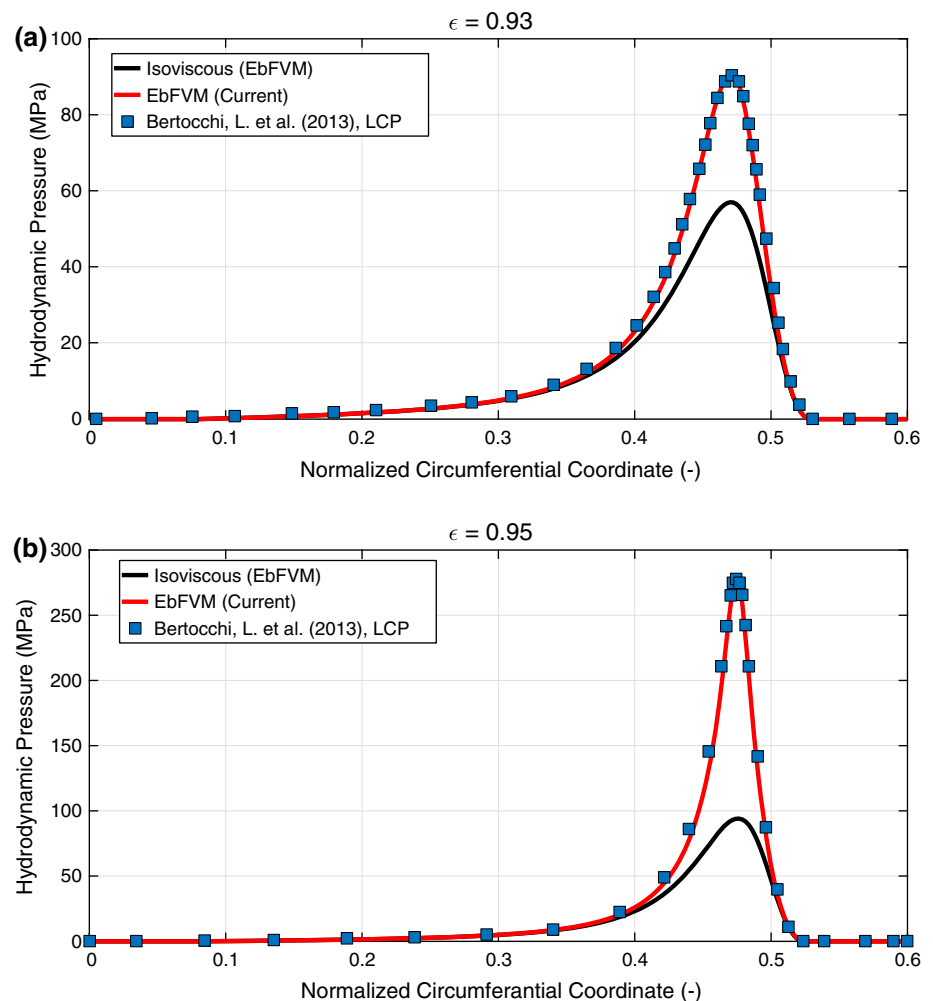 (a)
ϵ = 0.93
Isoviscous (EbFVM)
EbFVM (Current)
Bertocchi, L. et al. (2013), LCP
Hydrodynamic Pressure (MPa)
100
80
60
40
20
0
0 0.1 0.2 0.3 0.4 0.5 0.6
Normalized Circumferential Coordinate (-)
(b)
ϵ = 0.95
Isoviscous (EbFVM)
EbFVM (Current)
Bertocchi, L. et al. (2013), LCP
Hydrodynamic Pressure (MPa)
300
250
200
150
100
50
0
0 0.1 0.2 0.3 0.4 0.5 0.6
Normalized Circumferantial Coordinate (-)